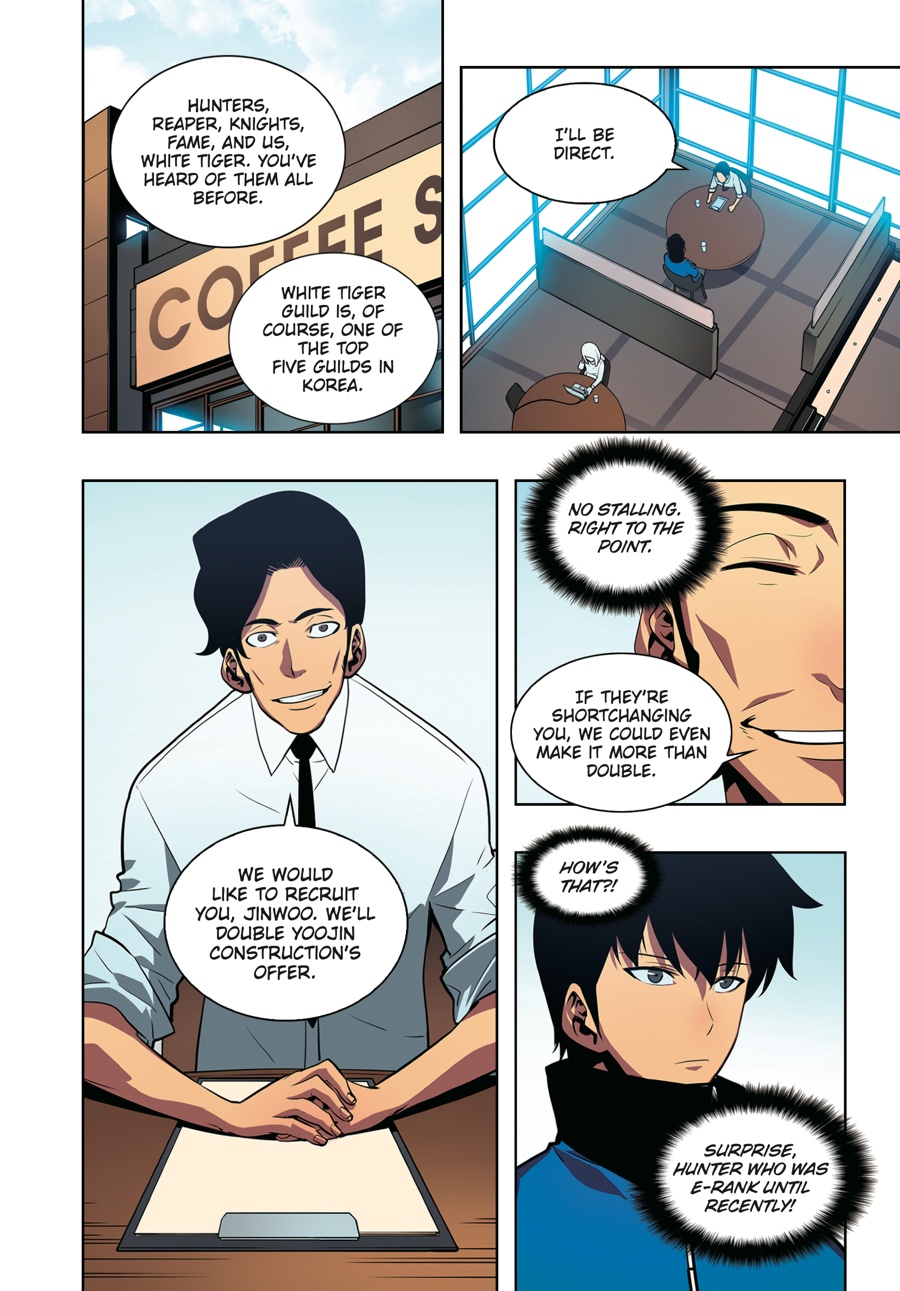 HUNTERS,
REAPER, KNIGHTS,
FAME, AND US,
WHITE TIGER. YOU'VE
HEARD OF THEM ALL
BEFORE.
COFFEE S
WHITE TIGER
GUILD IS, OF
COURSE, ONE OF
THE TOP
FIVE GUILDS IN
KOREA.
I'LL BE
DIRECT.
WE WOULD
LIKE TO RECRUIT
YOU, JINWOO. WE'LL
DOUBLE YOOJIN
CONSTRUCTION'S
OFFER.
NO STALLING.
RIGHT TO THE
POINT.
IF THEY'RE
SHORTCHANGING
YOU, WE COULD EVEN
MAKE IT MORE THAN
DOUBLE.
HOW'S
THAT?!
SURPRISE,
HUNTER WHO WAS
E-RANK UNTIL
RECENTLY!